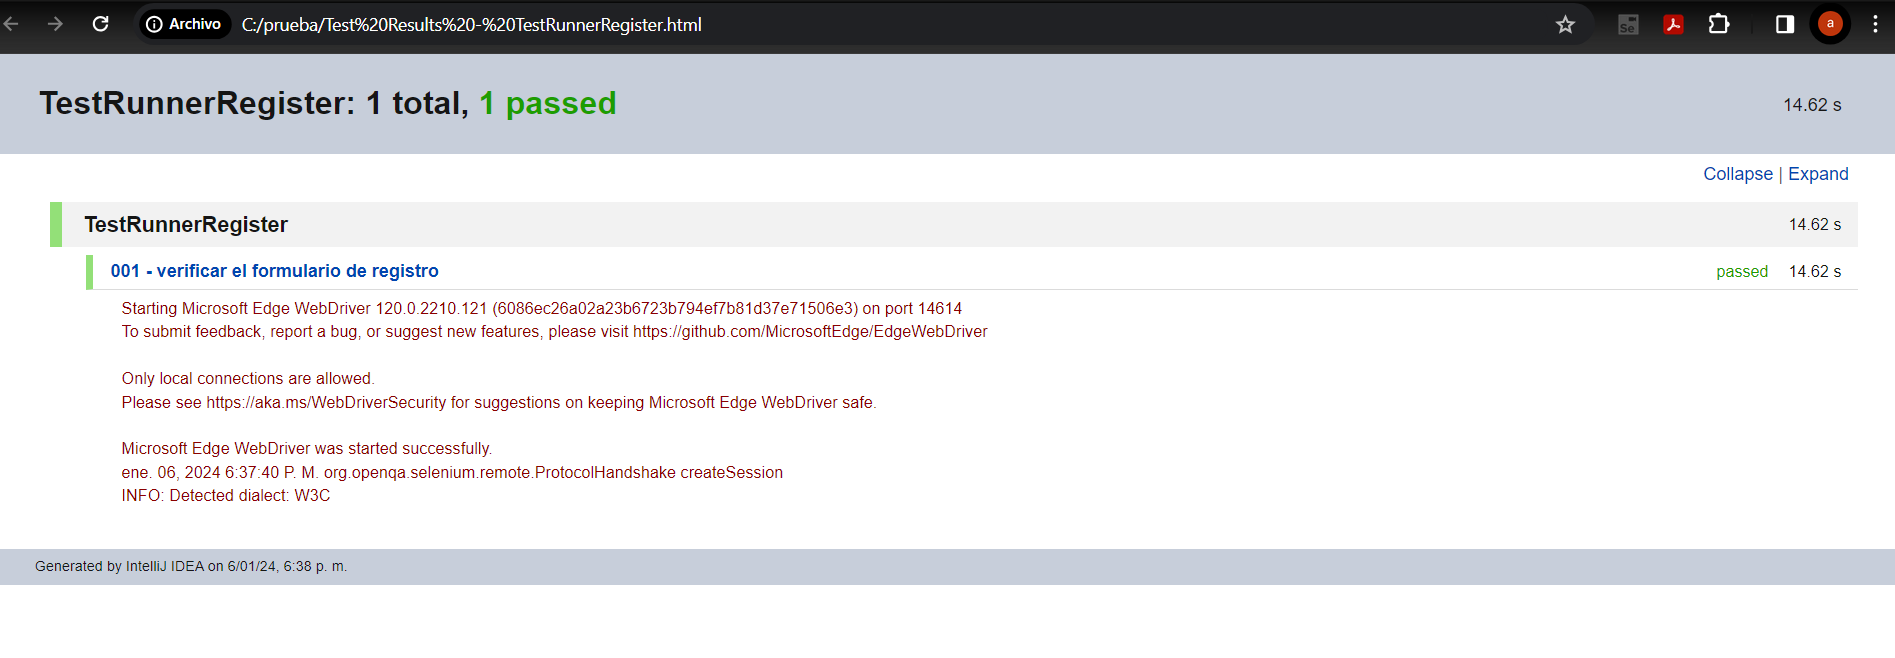 Archivo C:/prueba/Test%20Results%20-%20TestRunnerRegister.html Se a
TestRunnerRegister: 1 total, 1 passed 14.62 s
Collapse | Expand
TestRunnerRegister 14.62 s
001 - verificar el formulario de registro passed 14.62 s
Starting Microsoft Edge WebDriver 120.0.2210.121 (6086ec26a02a23b6723b794ef7b81d37e71506e3) on port 14614
To submit feedback, report a bug, or suggest new features, please visit https://github.com/MicrosoftEdge/EdgeWebDriver
Only local connections are allowed.
Please see https://aka.ms/WebDriverSecurity for suggestions on keeping Microsoft Edge WebDriver safe.
Microsoft Edge WebDriver was started successfully.
ene. 06, 2024 6:37:40 P. M. org.openqa.selenium.remote.ProtocolHandshake createSession
INFO: Detected dialect: W3C
Generated by IntelliJ IDEA on 6/01/24, 6:38 p. m.